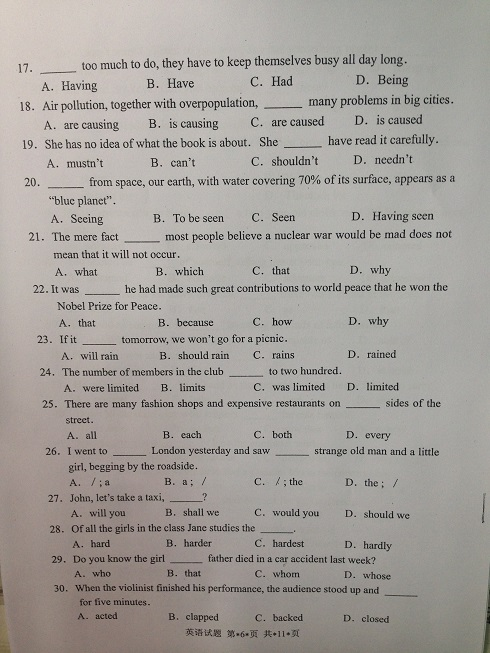 17. ______ too much to do, they have to keep themselves busy all day long.
A. Having B. Have C. Had D. Being
18. Air pollution, together with overpopulation, ______ many problems in big cities.
A. are causing B. is causing C. are caused D. is caused
19. She has no idea of what the book is about. She ______ have read it carefully.
A. mustn't B. can't C. shouldn't D. needn't
20. ______ from space, our earth, with water covering 70% of its surface, appears as a
"blue planet".
A. Seeing B. To be seen C. Seen D. Having seen
21. The mere fact ______ most people believe a nuclear war would be mad does not
mean that it will not occur.
A. what B. which C. that D. why
22. It was ______ he had made such great contributions to world peace that he won the
Nobel Prize for Peace.
A. that B. because C. how D. why
23. If it ______ tomorrow, we won't go for a picnic.
A. will rain B. should rain C. rains D. rained
24. The number of members in the club ______ to two hundred.
A. were limited B. limits C. was limited D. limited
25. There are many fashion shops and expensive restaurants on ______ sides of the
street.
A. all B. each C. both D. every
26. I went to ______ London yesterday and saw ______ strange old man and a little
girl, begging by the roadside.
A. / ; a B. a ; / C. / ; the D. the ; /
27. John, let's take a taxi, ______?
A. will you B. shall we C. would you D. should we
28. Of all the girls in the class Jane studies the ______.
A. hard B. harder C. hardest D. hardly
29. Do you know the girl ______ father died in a car accident last week?
A. who B. that C. whom D. whose
30. When the violinist finished his performance, the audience stood up and ______
for five minutes.
A. acted B. clapped C. backed D. closed
英语试题 第*6*页 共*11*页